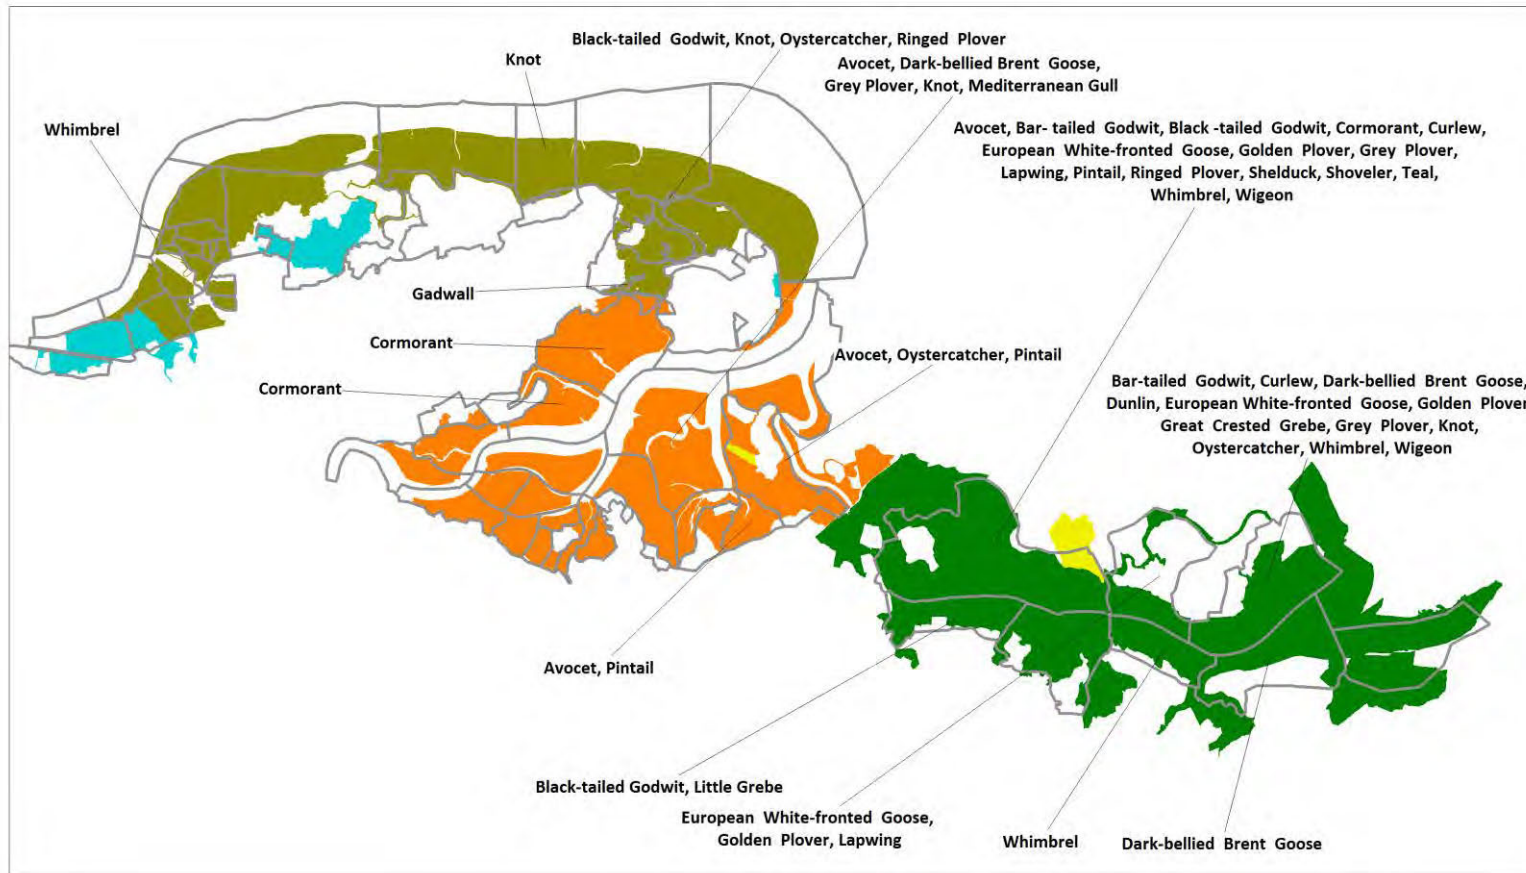 Black-tailed Godwit, Knot, Oystercatcher, Ringed Plover
Knot
Avocet, Dark-bellied Brent Goose,
Grey Plover, Knot, Mediterranean Gull
Whimbrel
Avocet, Bar- tailed Godwit, Black -tailed Godwit, Cormorant, Curlew,
European White-fronted Goose, Golden Plover, Grey Plover,
Lapwing, Pintail, Ringed Plover, Shelduck, Shoveler, Teal,
Whimbrel, Wigeon
Gadwall
Cormorant
Avocet, Oystercatcher, Pintail
Cormorant
Bar-tailed Godwit, Curlew, Dark-bellied Brent Goose,
Dunlin, European White-fronted Goose, Golden Plover
Great Crested Grebe, Grey Plover, Knot,
Oystercatcher, Whimbrel, Wigeon
Avocet, Pintail
Black-tailed Godwit, Little Grebe
European White-fronted Goose,
Golden Plover, Lapwing
Whimbrel
Dark-bellied Brent Goose